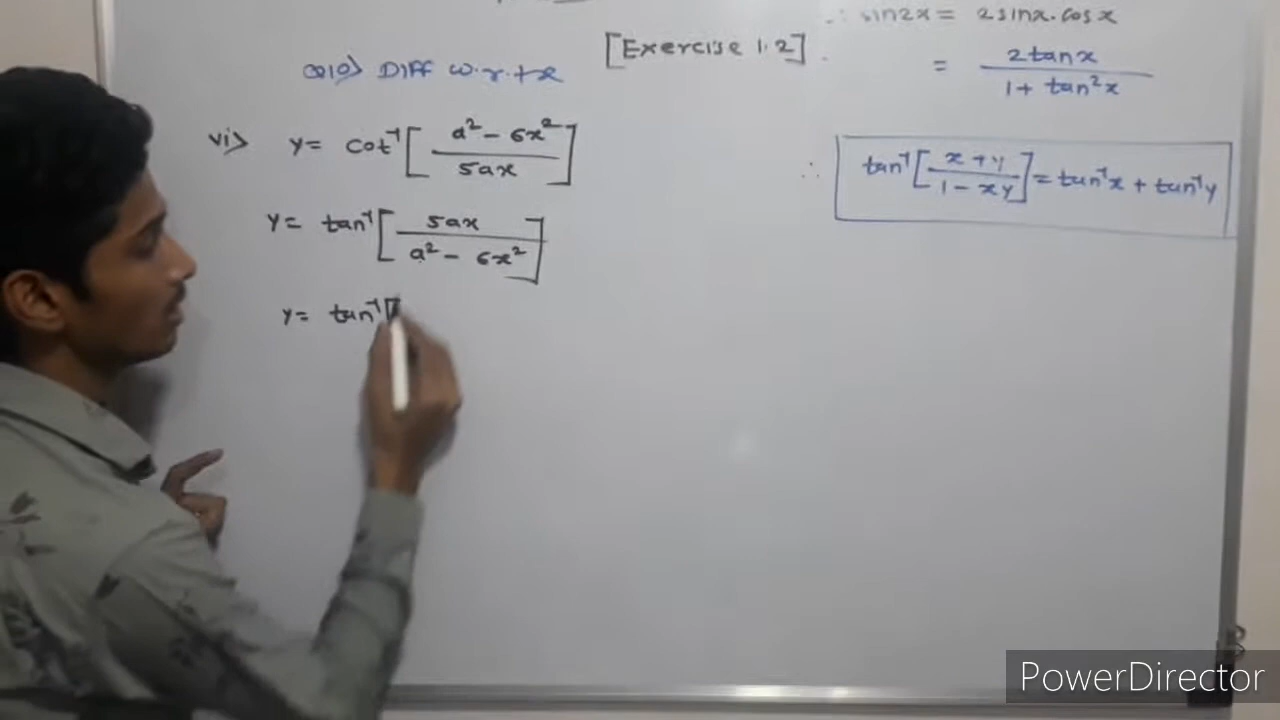 ∴ sin2x = 2sinx.cosx
= 2tanx / 1 + tan²x
[Exercise 1.2]
Q10) Diff w.r.t x
vi) y = cot⁻¹[ a² - 6x² / 5ax ]
∴ tan⁻¹[ x + y / 1 - xy ] = tan⁻¹x + tan⁻¹y
y = tan⁻¹[ 5ax / a² - 6x² ]
y = tan⁻¹[
PowerDirector